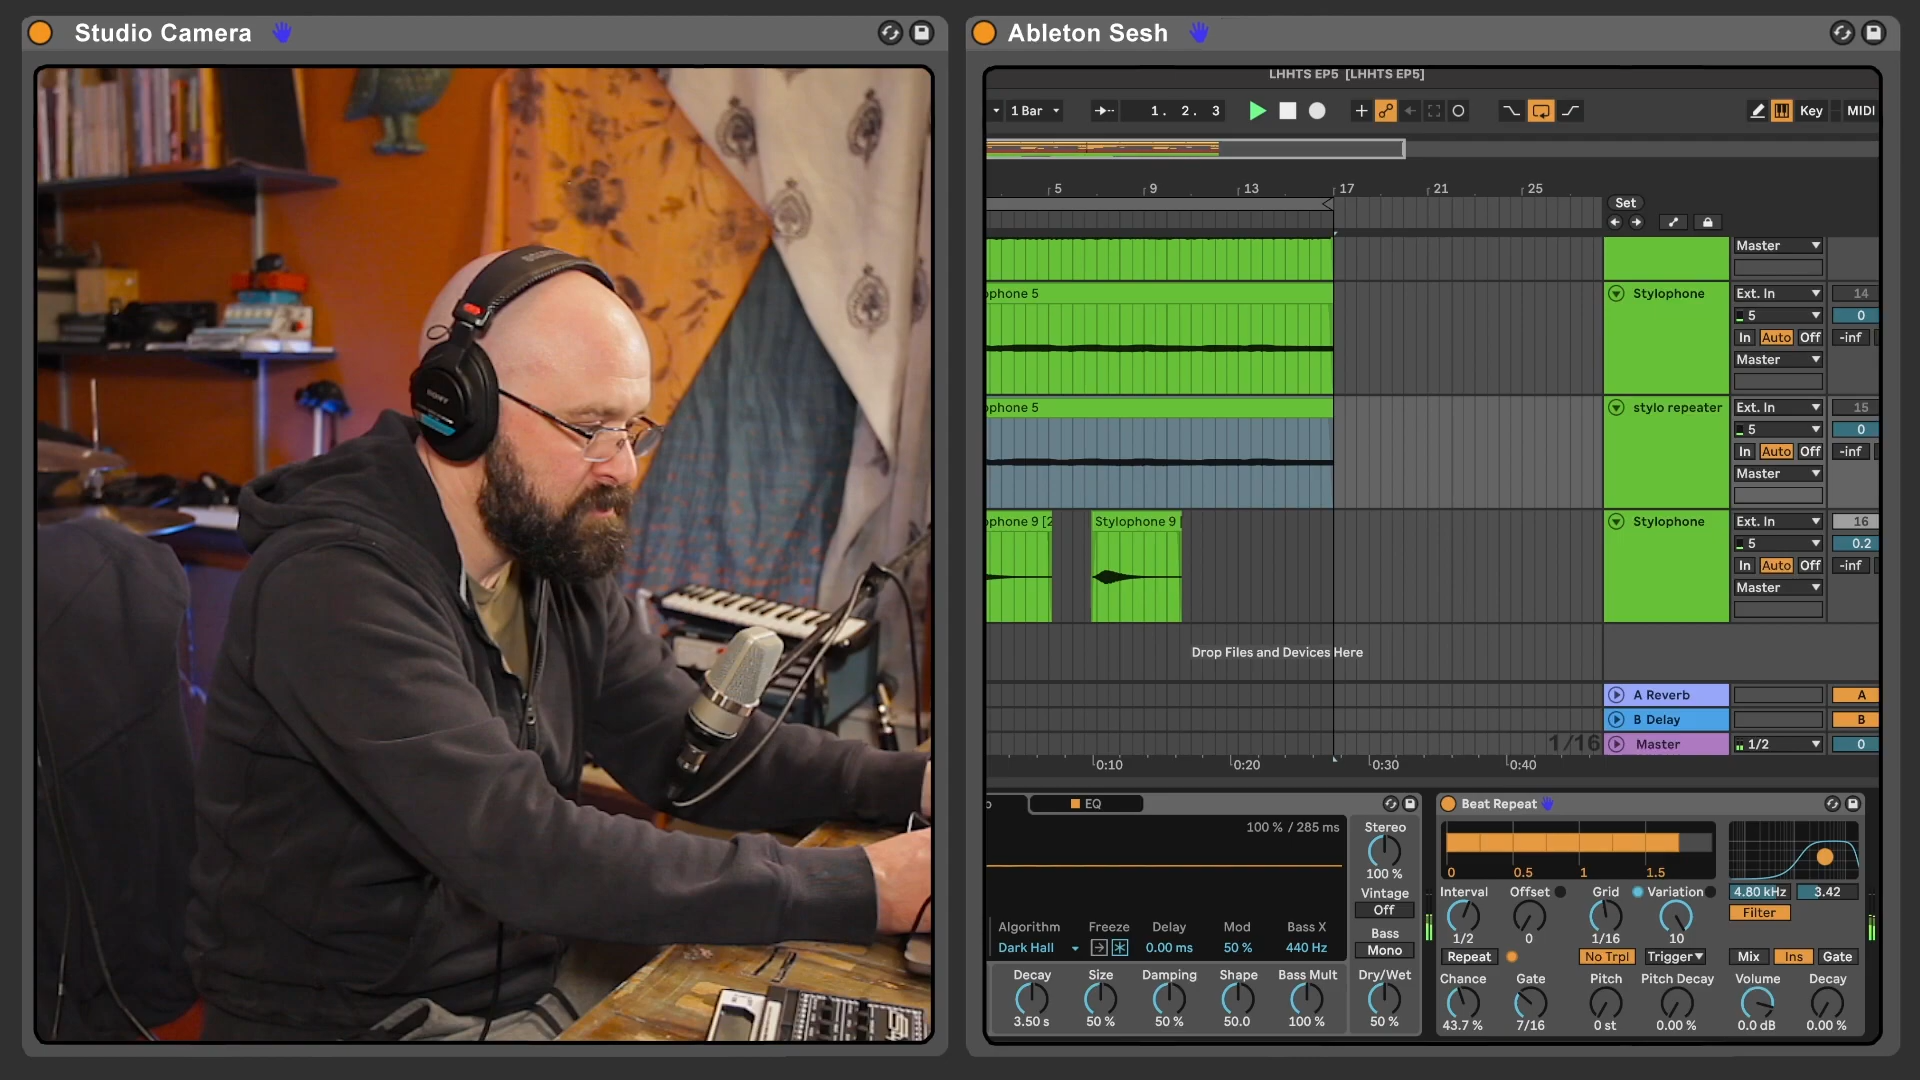 Studio Camera
SONY
Ableton Sesh
LHHTS EP5 [LHHTS EP5]
1 Bar
1. 2. 3
Key
MIDI
5 9 13 17 21 25
Set
Master
ophone 5
Stylophone
Ext. In
14
5
0
In Auto Off
-inf
Master
ophone 5
stylo repeater
Ext. In
15
5
0
In Auto Off
-inf
Master
ophone 9 [2
Stylophone 9 [
Stylophone
Ext. In
16
5
0.2
In Auto Off
-inf
Master
Drop Files and Devices Here
A Reverb
A
B Delay
B
1/16
Master
1/2
0
0:10 0:20 0:30 0:40
EQ
100 % / 285 ms
Algorithm Freeze Delay Mod Bass X
Dark Hall 0.00 ms 50 % 440 Hz
Decay Size Damping Shape Bass Mult
3.50 s 50 % 50 % 50.0 100 %
Stereo
100 %
Vintage
Off
Bass
Mono
Dry/Wet
50 %
Beat Repeat
0 0.5 1 1.5
Interval Offset Grid Variation
1/2 0 1/16 10
4.80 kHz 3.42
Filter
Repeat No Trpl Trigger Mix Ins Gate
Chance Gate Pitch Pitch Decay Volume Decay
43.7 % 7/16 0 st 0.00 % 0.0 dB 0.00 %